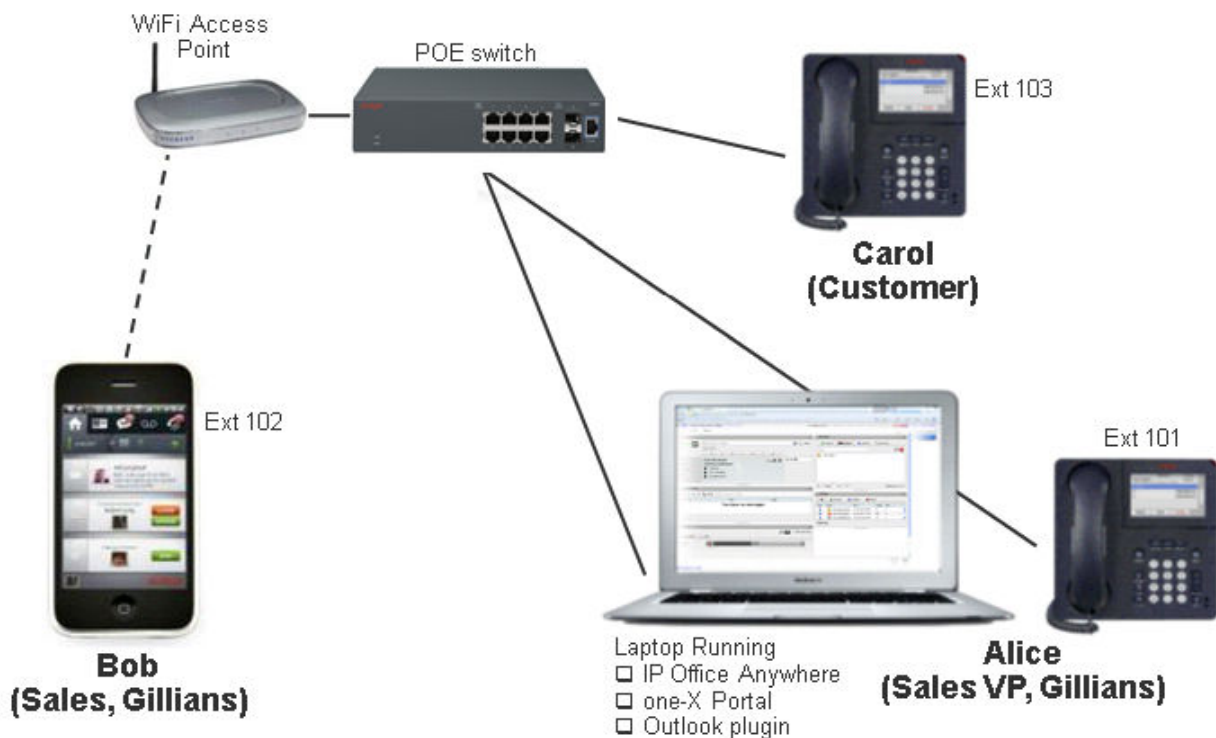 WiFi Access
Point
POE switch
Ext 103
Carol
(Customer)
Ext 102
Ext 101
Bob
(Sales, Gillians)
Laptop Running
❑ IP Office Anywhere
❑ one-X Portal
❑ Outlook plugin
Alice
(Sales VP, Gillians)